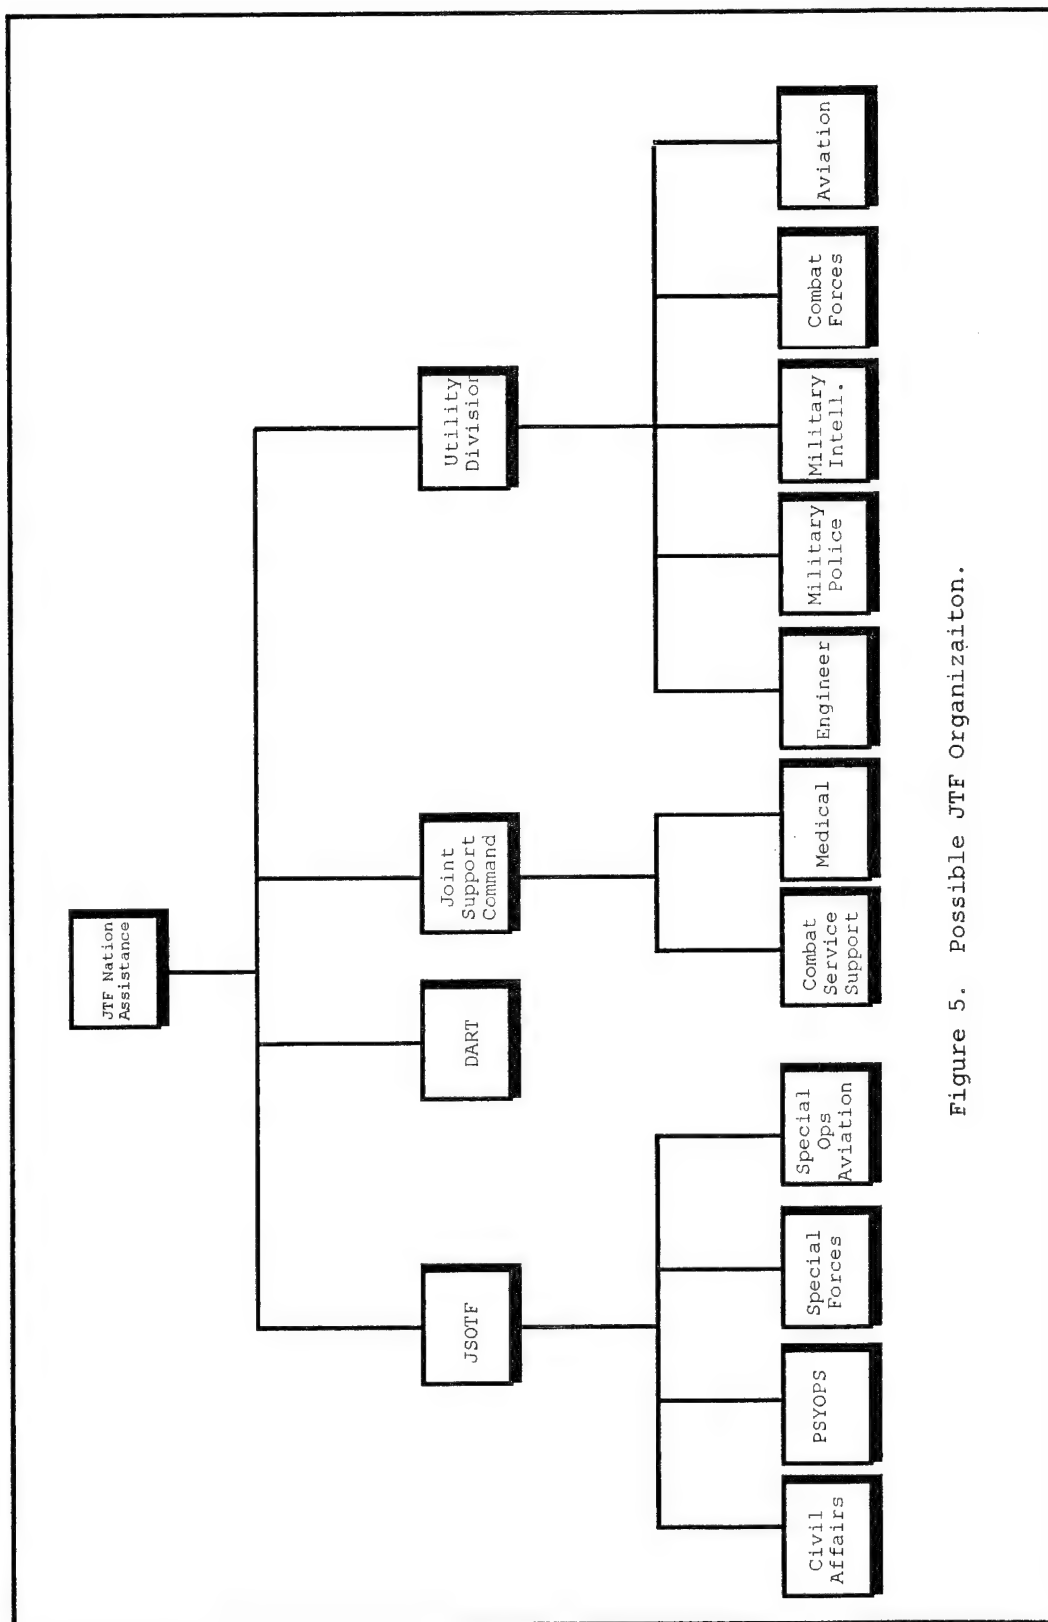 JTF Nation
Assistance
JSOTF
DART
Joint
Support
Command
Utility
Division
Civil
Affairs
PSYOPS
Special
Forces
Special
Ops
Aviation
Combat
Service
Support
Medical
Engineer
Military
Police
Military
Intell.
Combat
Forces
Aviation
Figure 5.  Possible JTF Organizaiton.